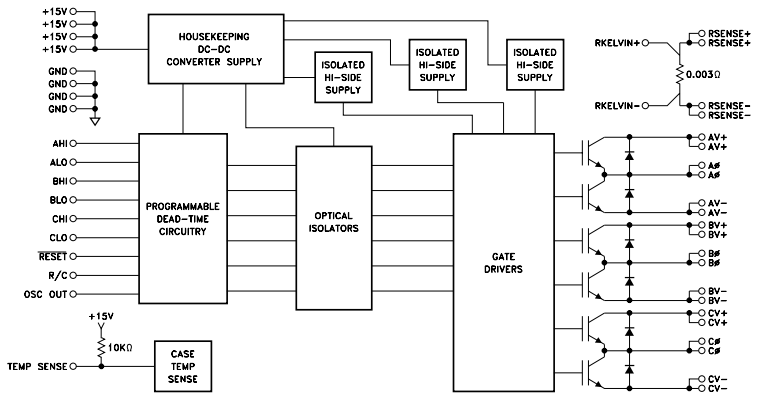 +15V
+15V
+15V
+15V
GND
GND
GND
GND
HOUSEKEEPING
DC-DC
CONVERTER SUPPLY
ISOLATED
HI-SIDE
SUPPLY
ISOLATED
HI-SIDE
SUPPLY
ISOLATED
HI-SIDE
SUPPLY
RKELVIN+
RSENSE+
RSENSE+
0.003Ω
RKELVIN-
RSENSE-
RSENSE-
AHI
ALO
BHI
BLO
CHI
CLO
RESET
R/C
OSC OUT
PROGRAMMABLE
DEAD-TIME
CIRCUITRY
OPTICAL
ISOLATORS
GATE
DRIVERS
AV+
AV+
AØ
AØ
AV-
AV-
BV+
BV+
BØ
BØ
BV-
BV-
CV+
CV+
CØ
CØ
CV-
CV-
+15V
10KΩ
TEMP SENSE
CASE
TEMP
SENSE